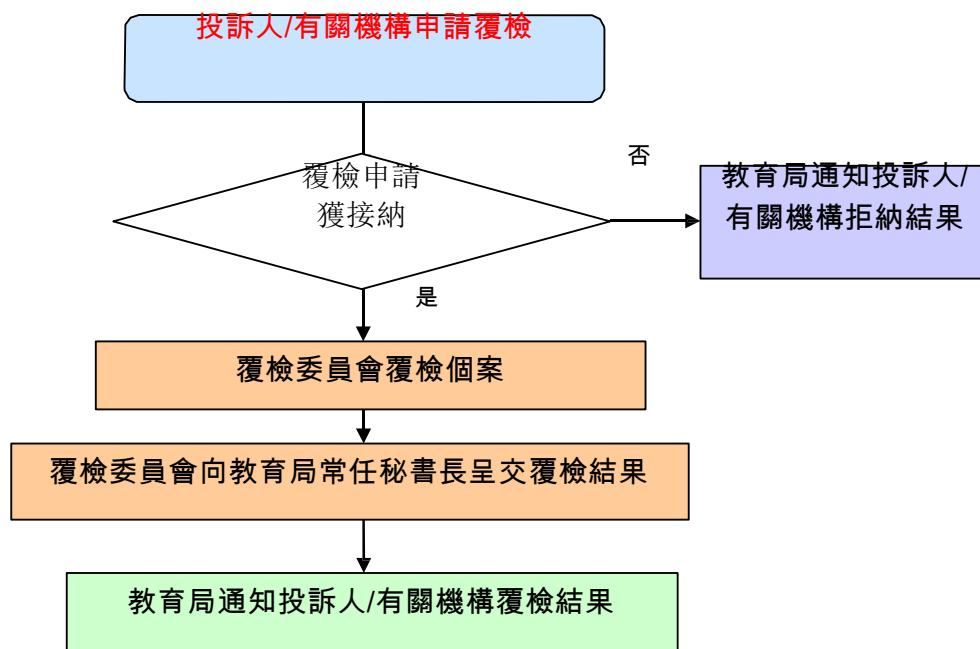 投訴人/有關機構申請覆檢
覆檢申請
獲接納
否
教育局通知投訴人/
有關機構拒納結果
是
覆檢委員會覆檢個案
覆檢委員會向教育局常任秘書長呈交覆檢結果
教育局通知投訴人/有關機構覆檢結果